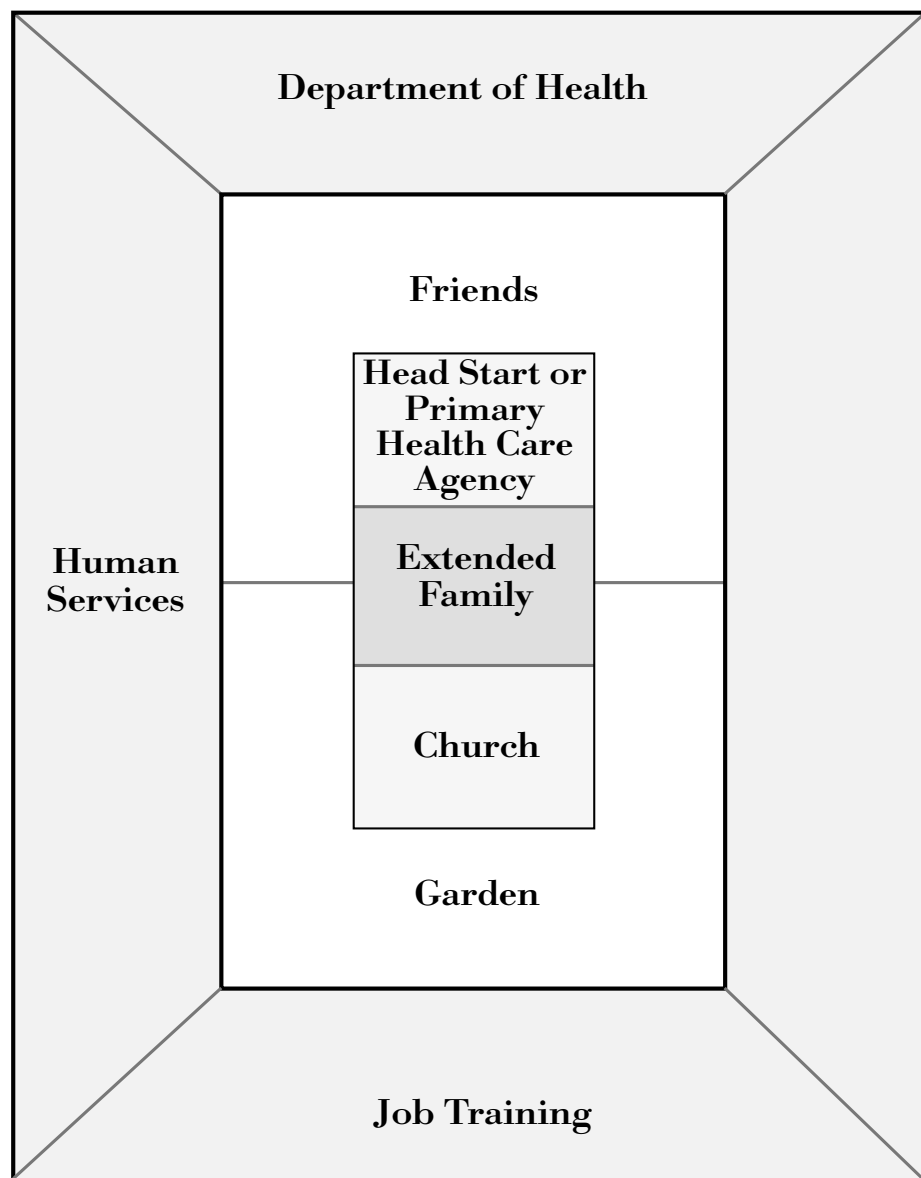 Department of Health
Friends
Head Start or
Primary
Health Care
Agency
Extended
Family
Human
Services
Church
Garden
Job Training